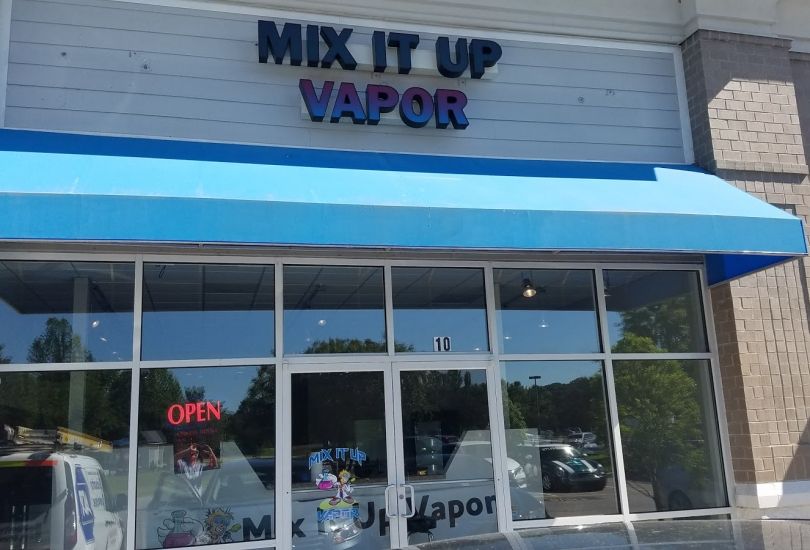 MIX IT UP
VAPOR
10
OPEN
MIX IT UP
VAPOR
Mix It Up Vapor